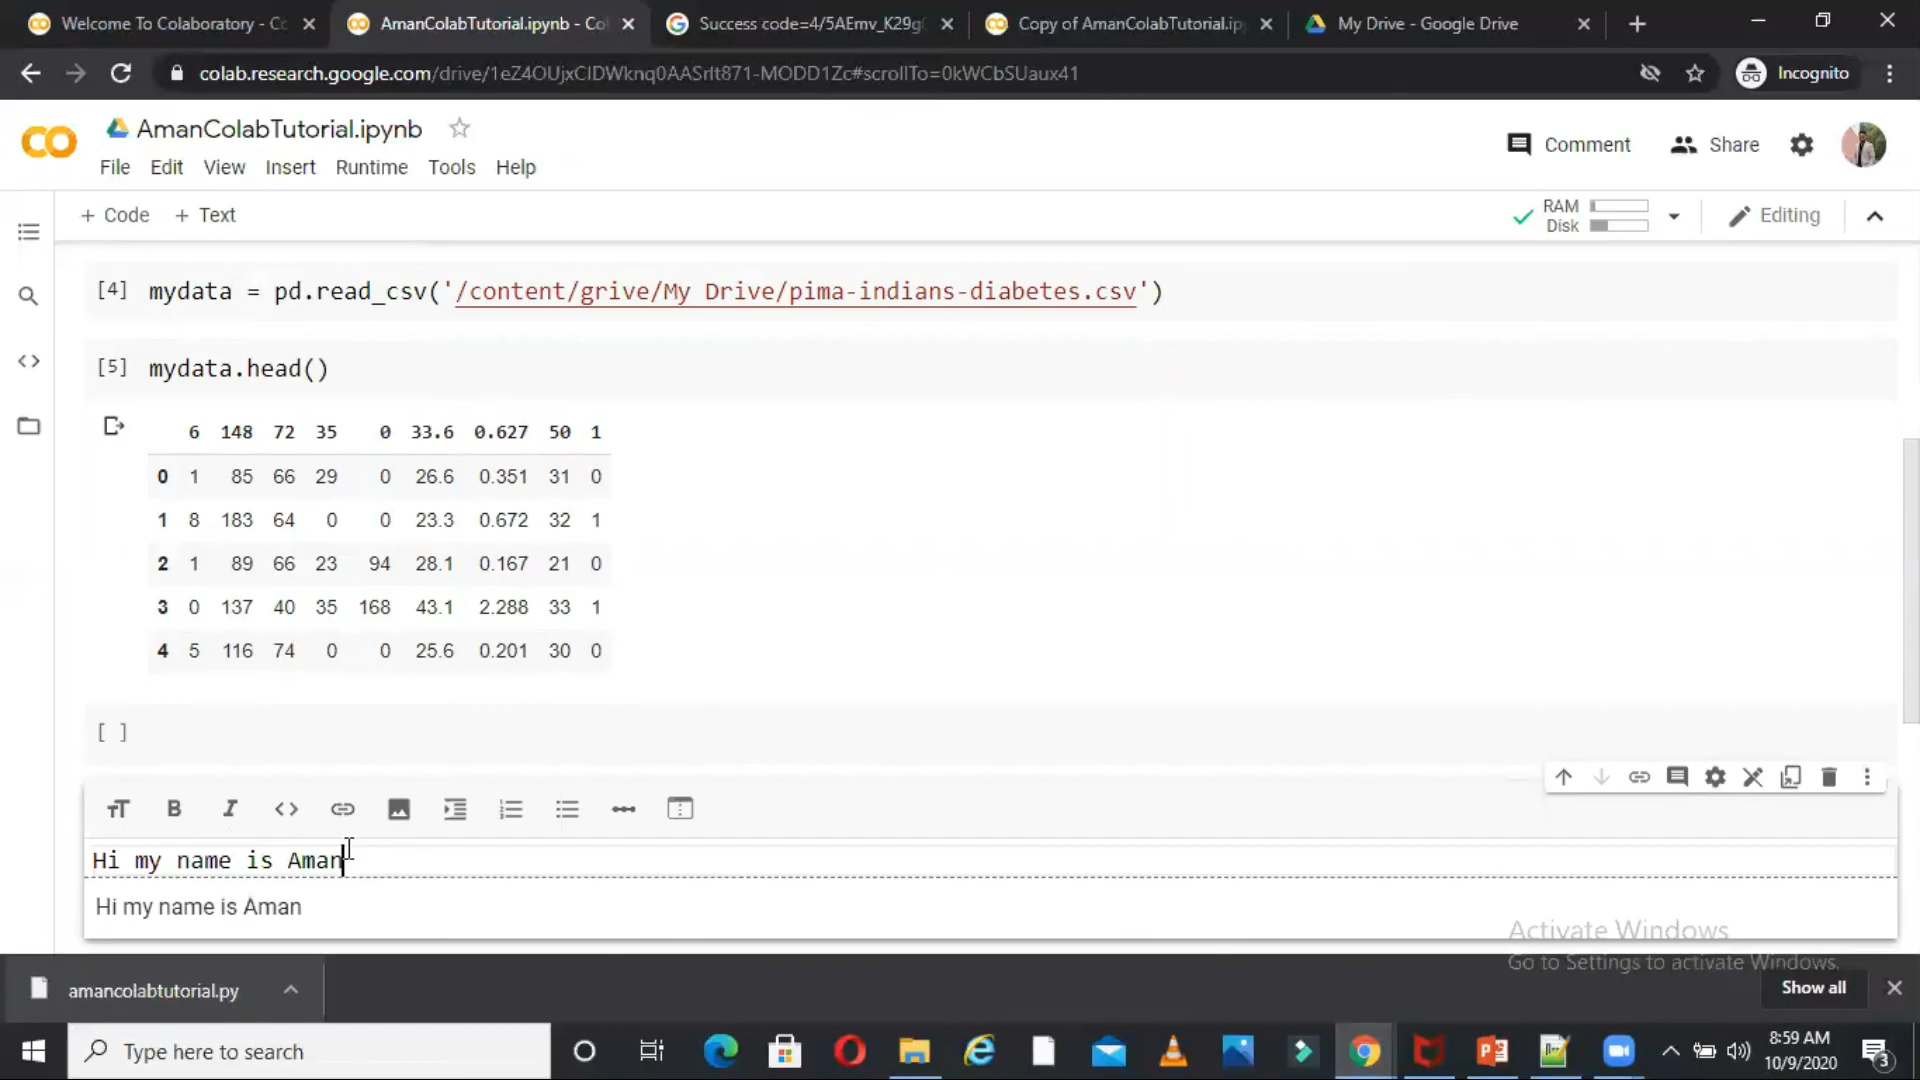 Welcome To Colaboratory - Cc
AmanColabTutorial.ipynb - Co
Success code=4/5AEmv_K29g
Copy of AmanColabTutorial.ip
My Drive - Google Drive
colab.research.google.com/drive/1eZ4OUjxCIDWknq0AASrIt871-MODD1Zc#scrollTo=0kWCbSUaux41
Incognito
AmanColabTutorial.ipynb
File Edit View Insert Runtime Tools Help
Comment
Share
+ Code + Text
RAM
Disk
Editing
[4] mydata = pd.read_csv('/content/grive/My Drive/pima-indians-diabetes.csv')
[5] mydata.head()
6 148 72 35 0 33.6 0.627 50 1
0 1 85 66 29 0 26.6 0.351 31 0
1 8 183 64 0 0 23.3 0.672 32 1
2 1 89 66 23 94 28.1 0.167 21 0
3 0 137 40 35 168 43.1 2.288 33 1
4 5 116 74 0 0 25.6 0.201 30 0
[ ]
Hi my name is Aman
Hi my name is Aman
Activate Windows
Go to Settings to activate Windows.
amancolabtutorial.py
Show all
Type here to search
8:59 AM
10/9/2020
3